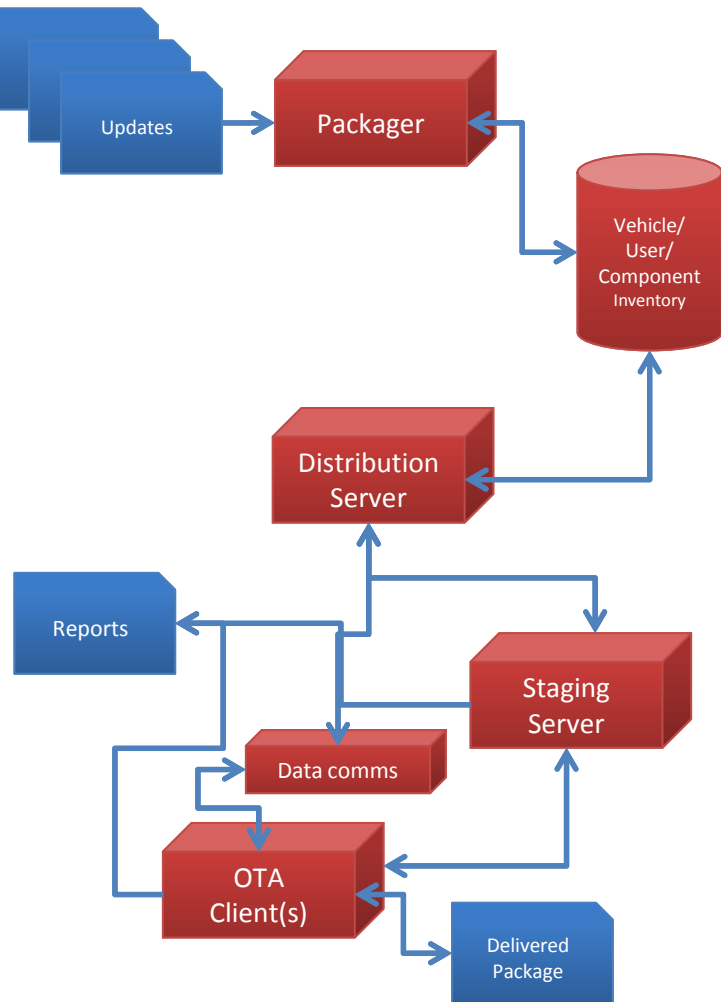 Updates
Packager
Vehicle/
User/
Component
Inventory
Distribution
Server
Reports
Staging
Server
Data comms
OTA
Client(s)
Delivered
Package